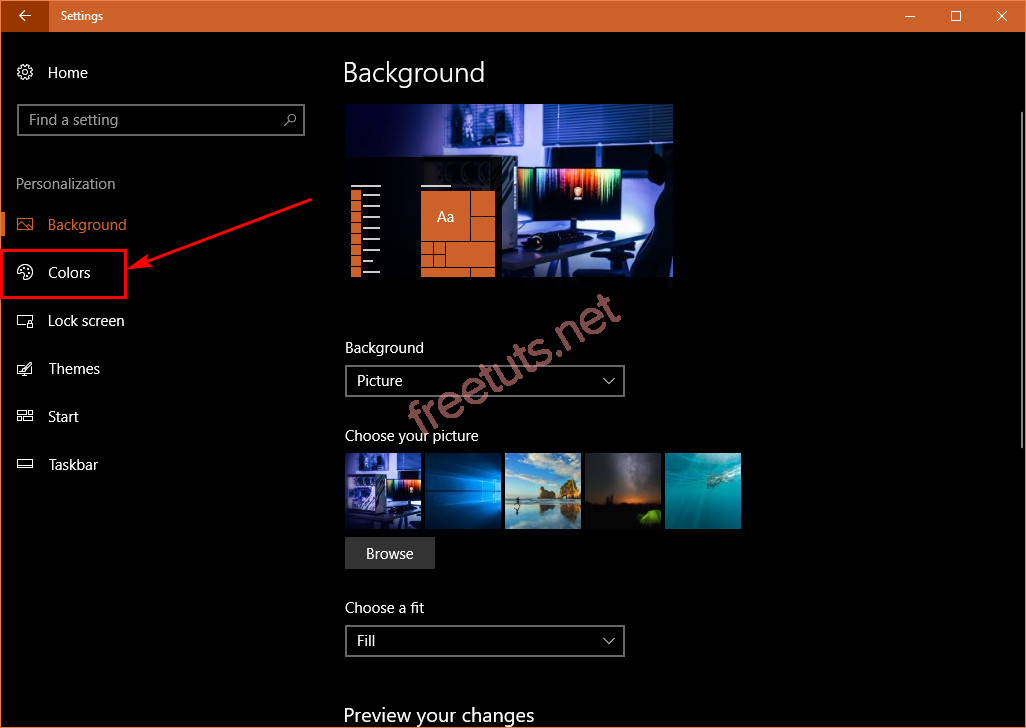 Settings
Home
Find a setting
Personalization
Background
Colors
Lock screen
Themes
Start
Taskbar
Background
Aa
Background
Picture
Choose your picture
Browse
Choose a fit
Fill
Preview your changes
freetuts.net